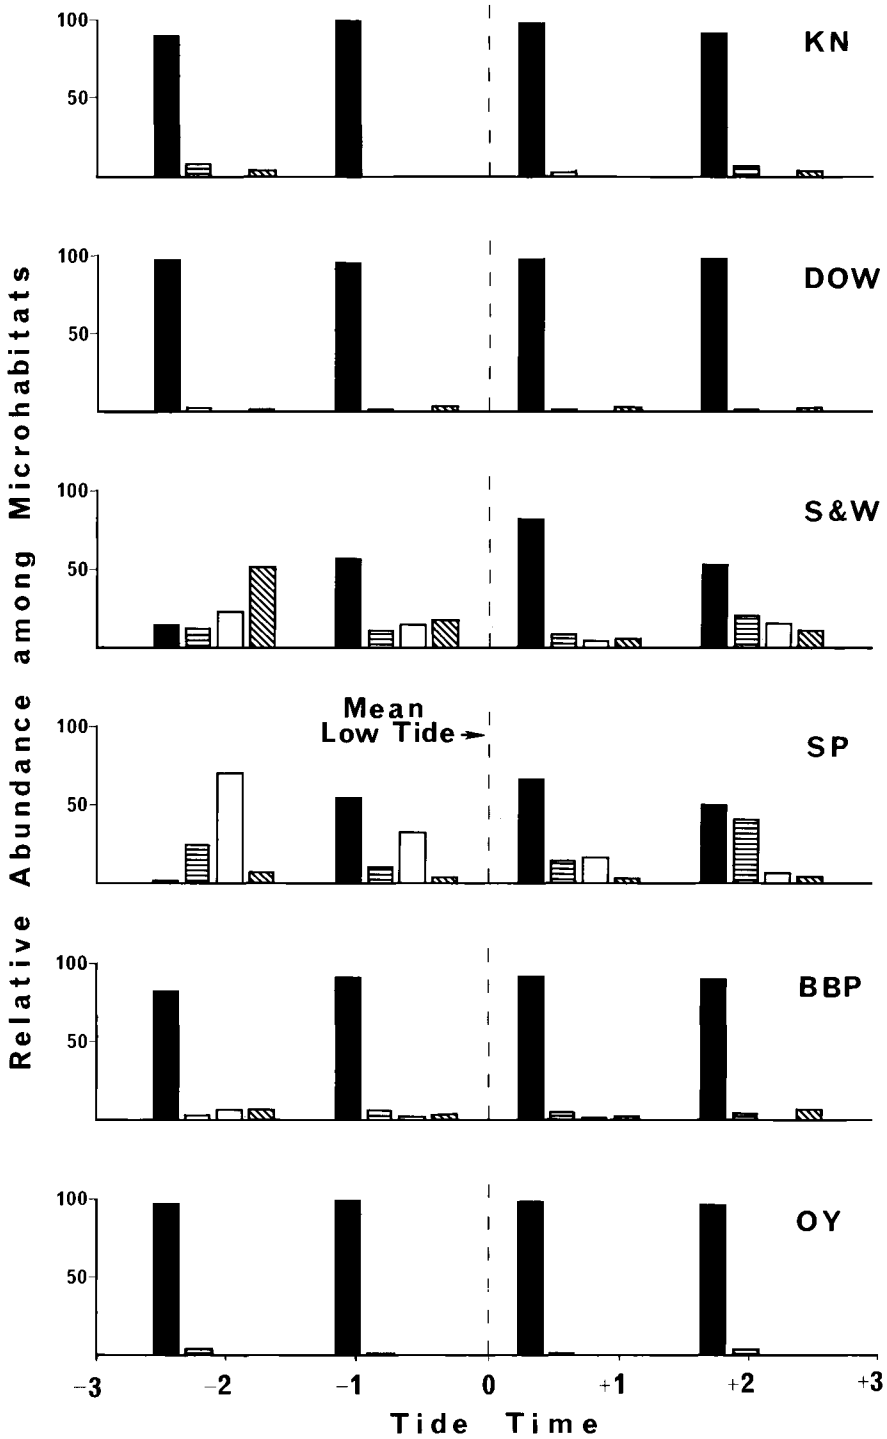 100
50
KN
100
50
DOW
100
50
S&W
100
50
Mean
Low Tide
SP
100
50
BBP
100
50
OY
-3
-2
-1
0
+1
+2
+3
Tide Time
Relative Abundance among Microhabitats